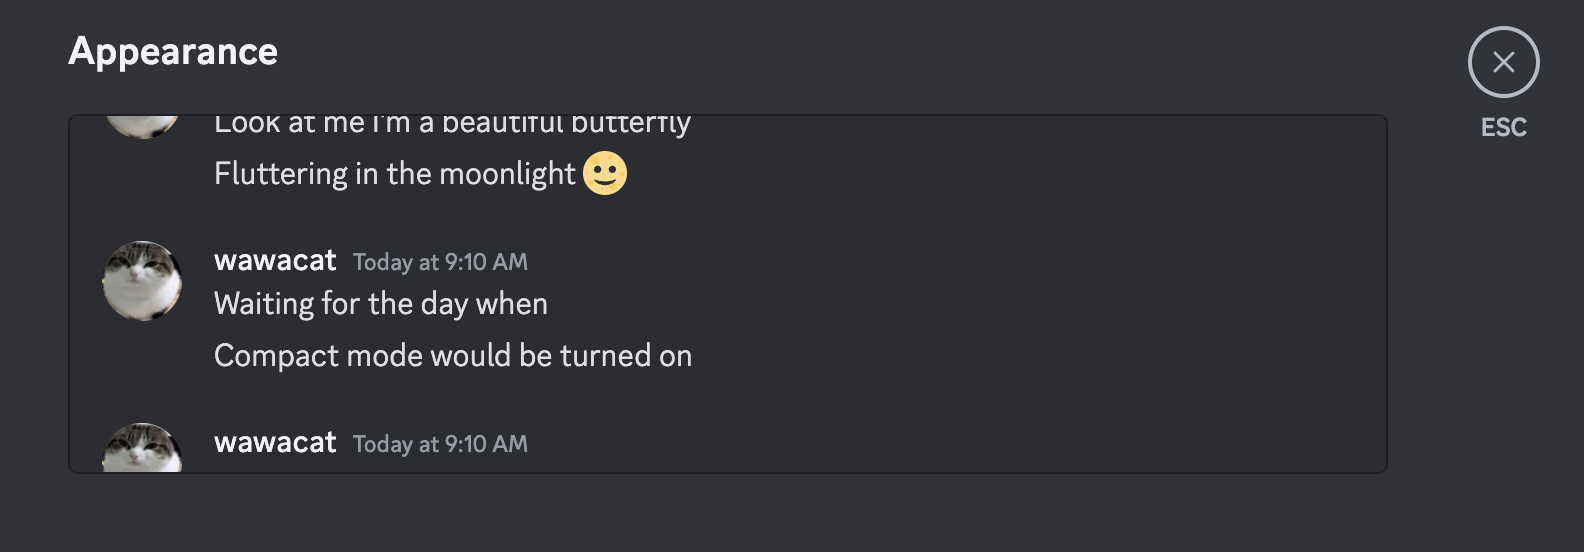 Appearance
Look at me I'm a beautiful butterfly
Fluttering in the moonlight 🌝
wawacat Today at 9:10 AM
Waiting for the day when
Compact mode would be turned on
wawacat Today at 9:10 AM
ESC